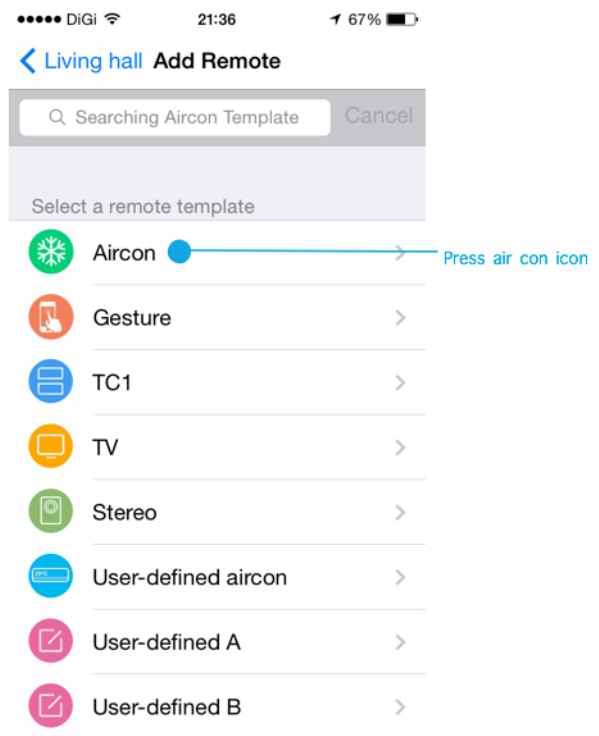 DiGi 21:36 67%
Living hall Add Remote
Searching Aircon Template Cancel
Select a remote template
Aircon Press air con icon
Gesture
TC1
TV
Stereo
User-defined aircon
User-defined A
User-defined B